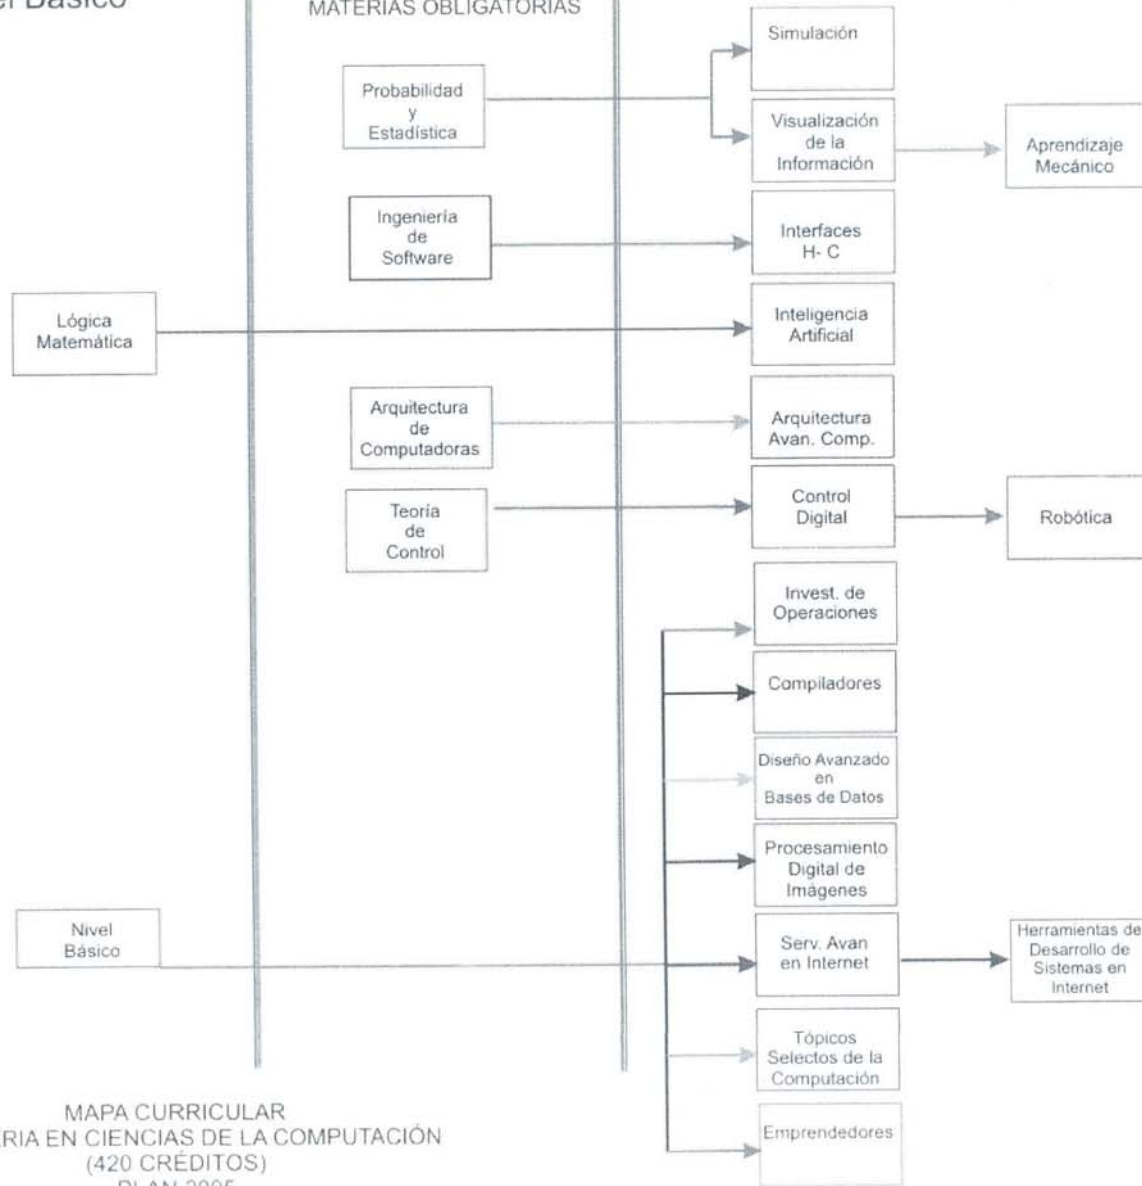 Básico
MATERIAS OBLIGATORIAS
Simulación
Probabilidad
y
Estadística
Visualización
de la
Información
Aprendizaje
Mecánico
Ingeniería
de
Software
Interfaces
H- C
Lógica
Matemática
Inteligencia
Artificial
Arquitectura
de
Computadoras
Arquitectura
Avan. Comp.
Teoría
de
Control
Control
Digital
Robótica
Invest. de
Operaciones
Compiladores
Diseño Avanzado
en
Bases de Datos
Procesamiento
Digital de
Imágenes
Nivel
Básico
Serv. Avan
en Internet
Herramientas de
Desarrollo de
Sistemas en
Internet
Tópicos
Selectos de la
Computación
Emprendedores
MAPA CURRICULAR
ERIA EN CIENCIAS DE LA COMPUTACIÓN
(420 CRÉDITOS)